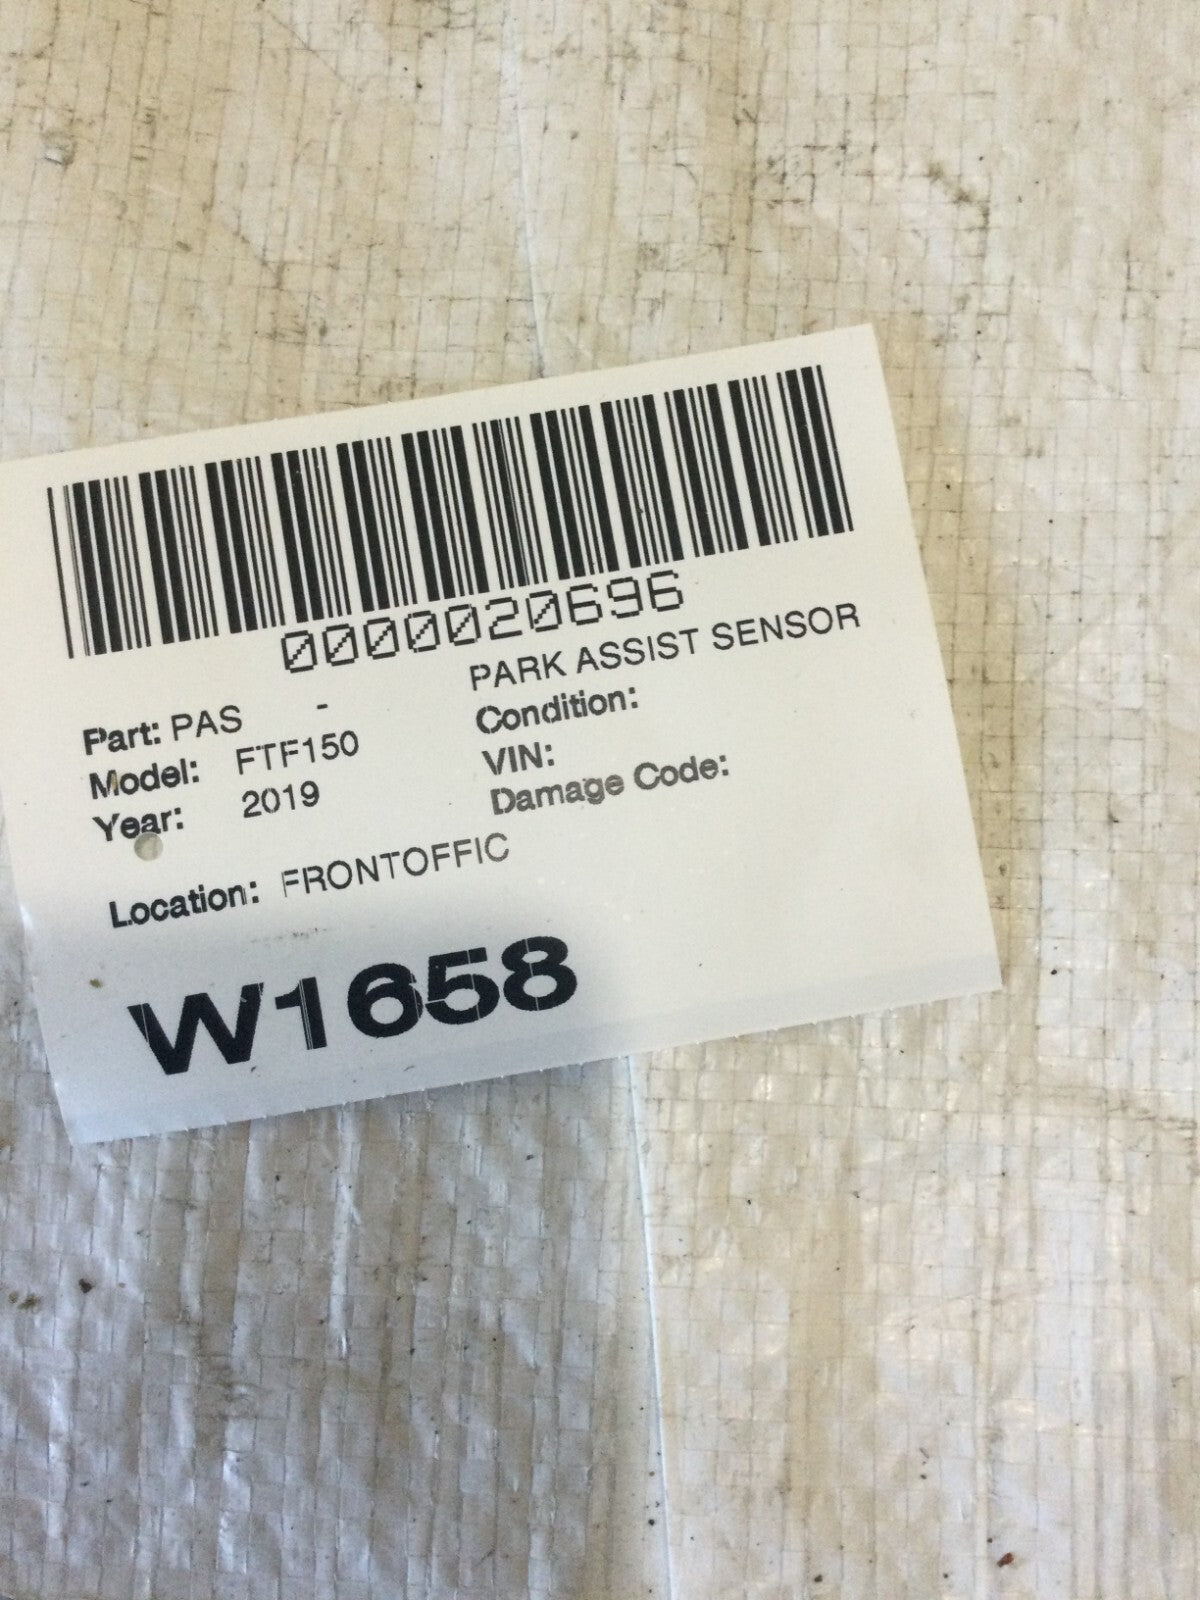 0000020696
Part: PAS - PARK ASSIST SENSOR
Model: FTF150 Condition:
Year: 2019 VIN:
Damage Code:
Location: FRONTOFFIC
W1658